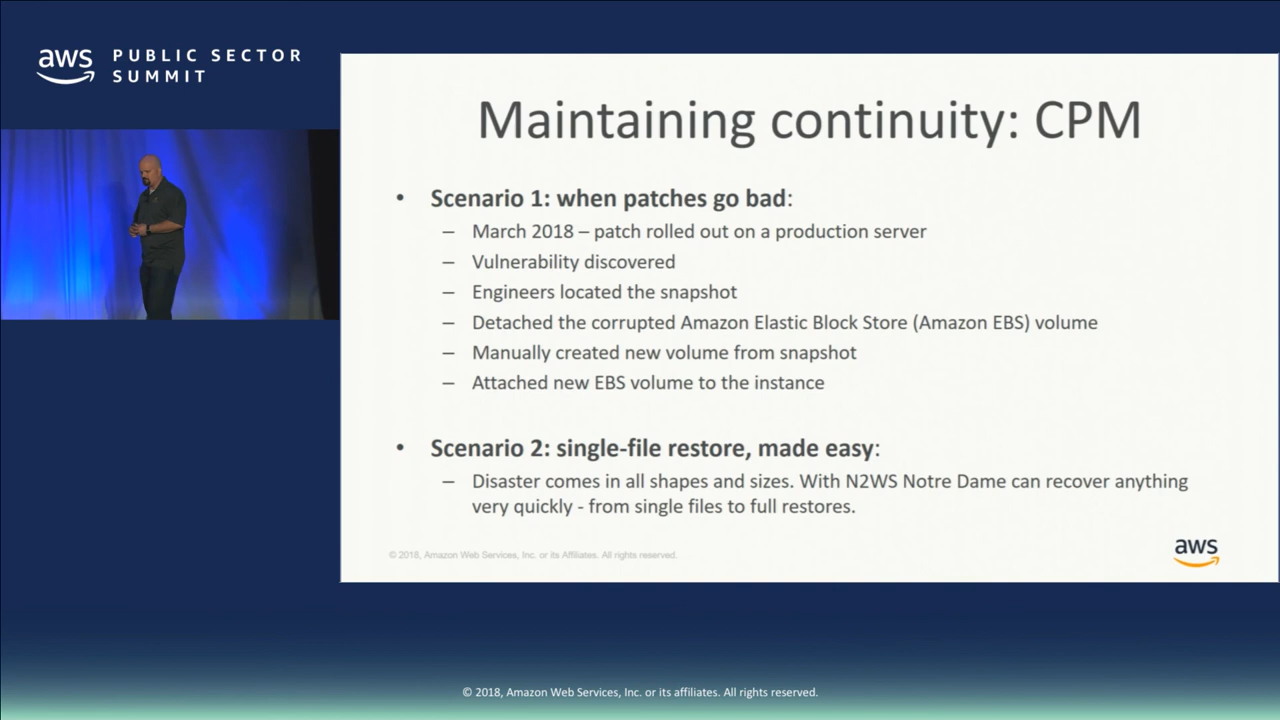 aws PUBLIC SECTOR
SUMMIT
Maintaining continuity: CPM
• Scenario 1: when patches go bad:
– March 2018 – patch rolled out on a production server
– Vulnerability discovered
– Engineers located the snapshot
– Detached the corrupted Amazon Elastic Block Store (Amazon EBS) volume
– Manually created new volume from snapshot
– Attached new EBS volume to the instance
• Scenario 2: single-file restore, made easy:
– Disaster comes in all shapes and sizes. With N2WS Notre Dame can recover anything
very quickly - from single files to full restores.
© 2018, Amazon Web Services, Inc. or its Affiliates. All rights reserved.
aws
© 2018, Amazon Web Services, Inc. or its affiliates. All rights reserved.